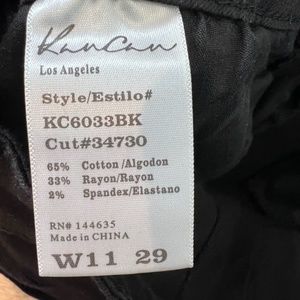 KanCan
Los Angeles
Style/Estilo#
KC6033BK
Cut#34730
65% Cotton/Algodon
33% Rayon/Rayon
2% Spandex/Elastano
RN# 144635
Made in CHINA
W11 29